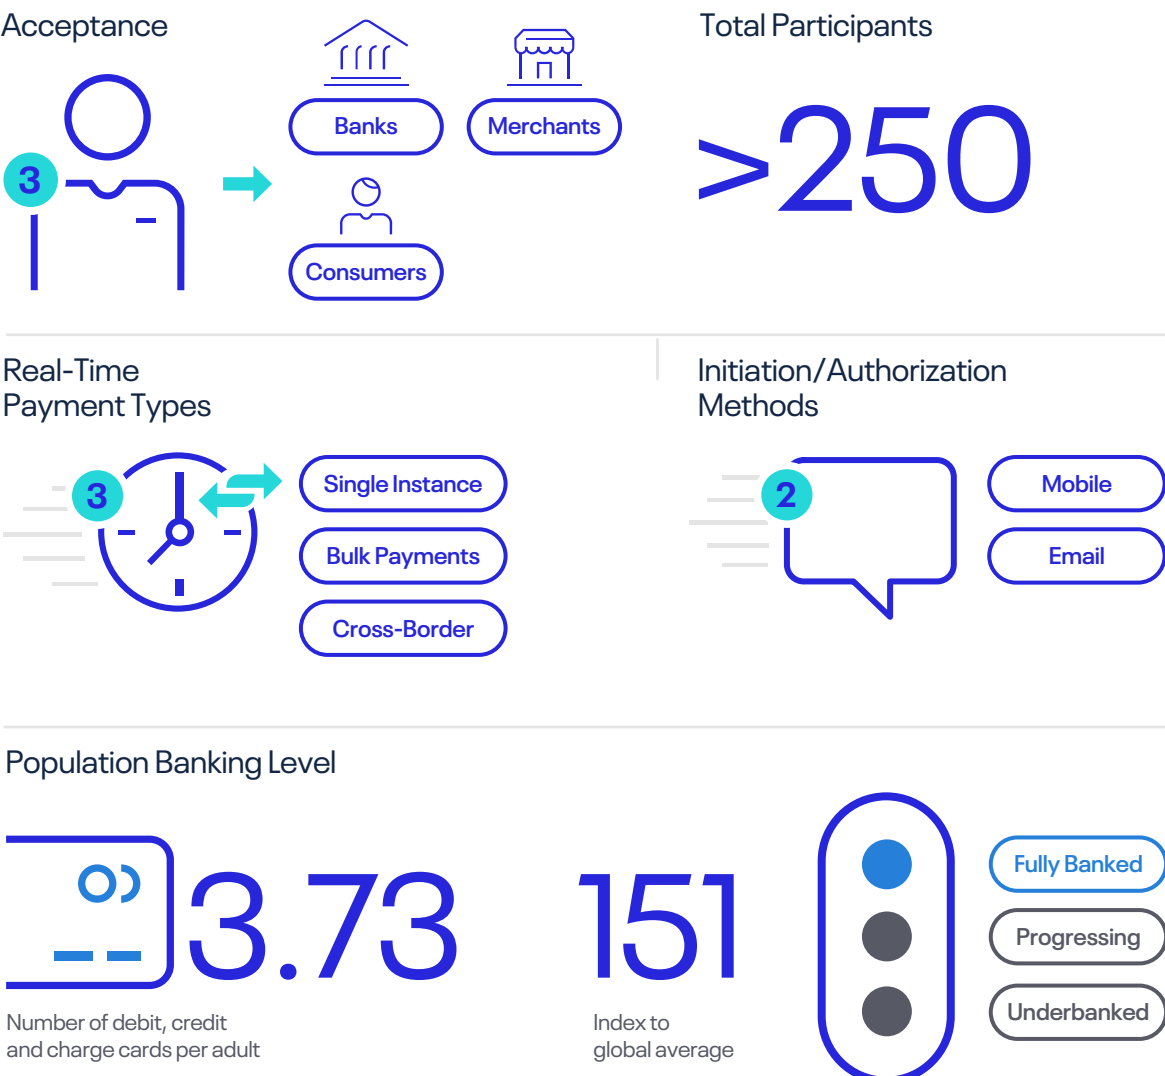 Acceptance
3
Banks
Merchants
Consumers
Total Participants
>250
Real-Time
Payment Types
3
Single Instance
Bulk Payments
Cross-Border
Initiation/Authorization
Methods
2
Mobile
Email
Population Banking Level
3.73
Number of debit, credit
and charge cards per adult
151
Index to
global average
Fully Banked
Progressing
Underbanked